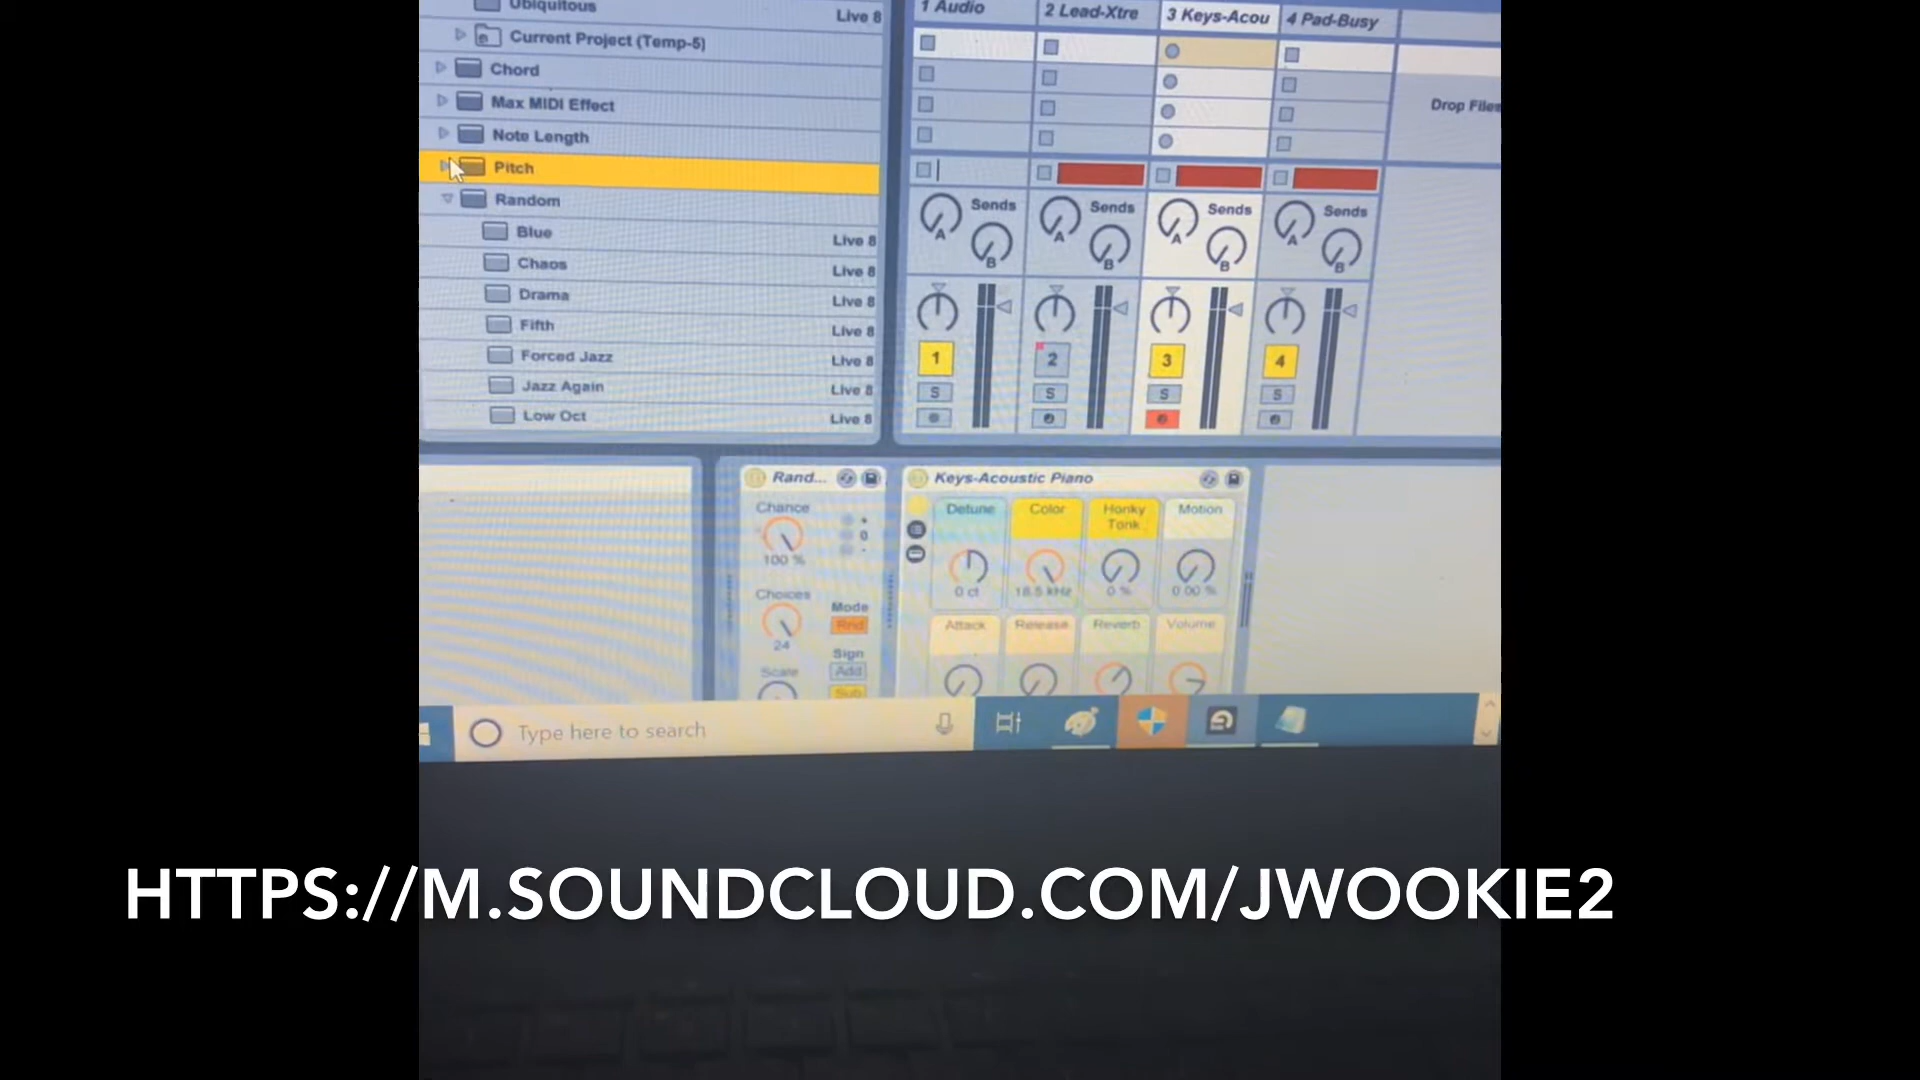 Ubiquitous
Live 8
Current Project (Temp-5)
Chord
Max MIDI Effect
Note Length
Pitch
Random
Blue
Live 8
Chaos
Live 8
Drama
Live 8
Fifth
Live 8
Forced Jazz
Live 8
Jazz Again
Live 8
Low Oct
Live 8
1 Audio
2 Lead-Xtre
3 Keys-Acou
4 Pad-Busy
Drop Files
Sends
Sends
Sends
Sends
A
B
A
B
A
B
A
B
1
2
3
4
S
S
S
S
Rand...
Chance
100 %
+
0
-
Choices
24
Mode
Rnd
Sign
Add
Sub
Scale
Keys-Acoustic Piano
Detune
Color
Honky
Tonk
Motion
0 ct
18.5 kHz
0 %
0.00 %
Attack
Release
Reverb
Volume
Type here to search
HTTPS://M.SOUNDCLOUD.COM/JWOOKIE2